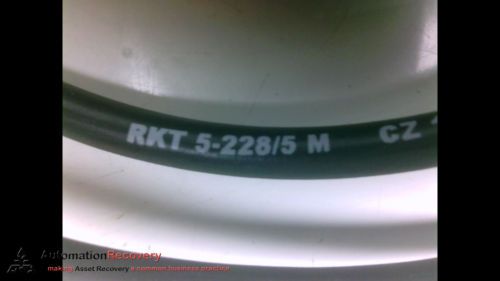 RKT 5-228/5 M CZ
AutomationRecovery
making Asset Recovery a common business practice